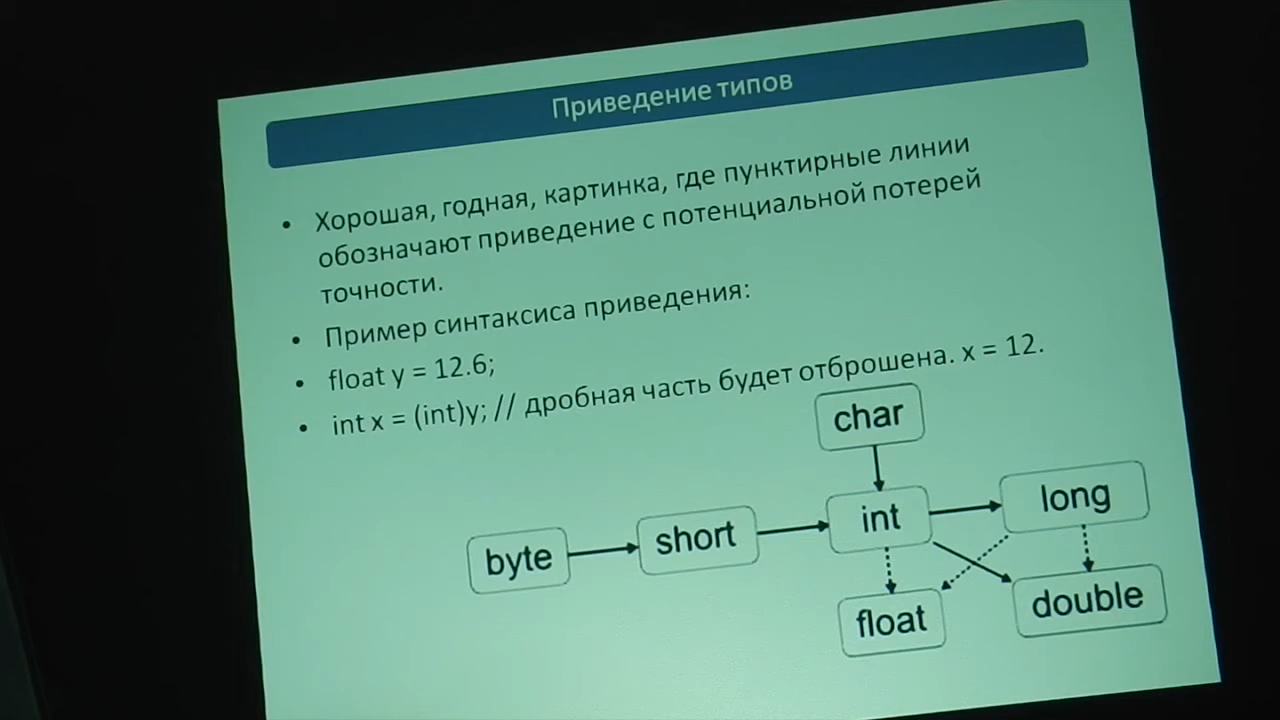 Приведение типов
• Хорошая, годная, картинка, где пунктирные линии
обозначают приведение с потенциальной потерей
точности.
• Пример синтаксиса приведения:
• float y = 12.6;
• int x = (int)y; // дробная часть будет отброшена. x = 12.
char
byte short int long
float double